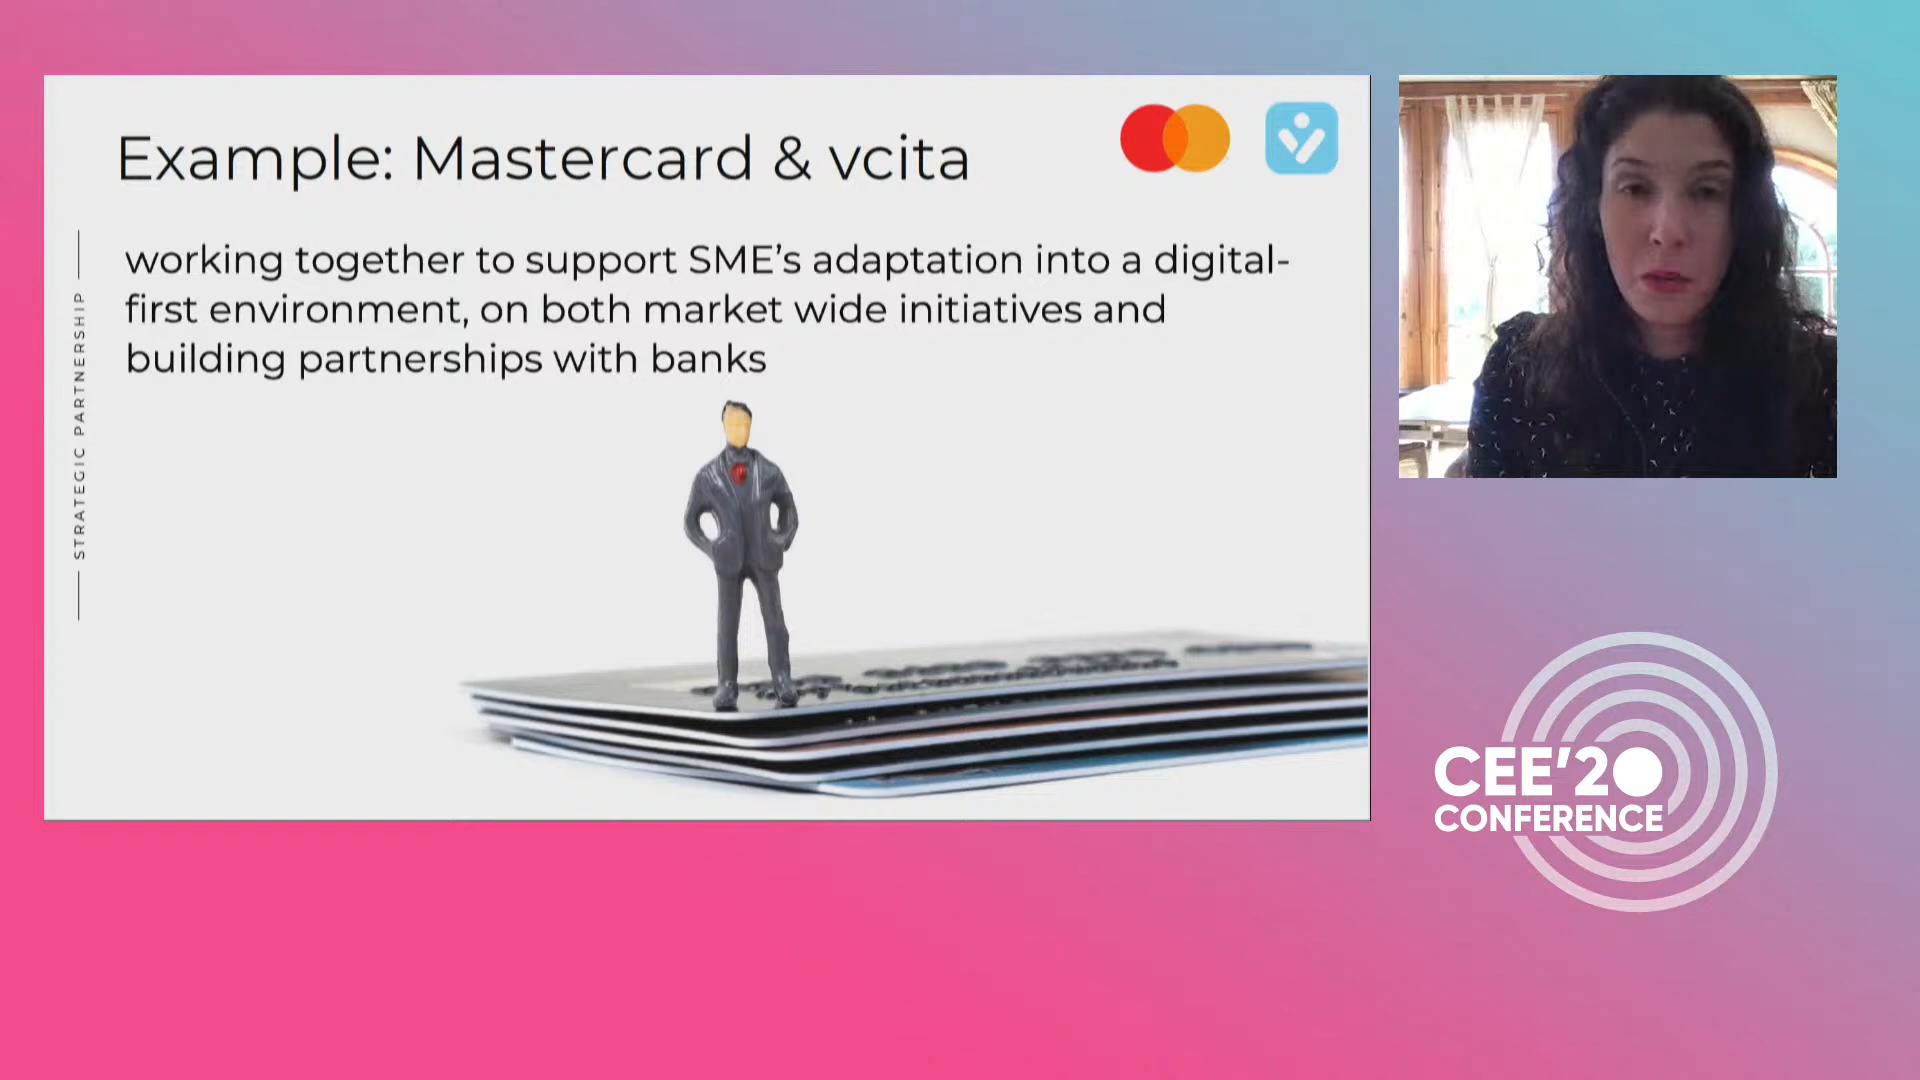 Example: Mastercard & vcita
working together to support SME’s adaptation into a digital-
first environment, on both market wide initiatives and
building partnerships with banks
STRATEGIC PARTNERSHIP
CEE'20
CONFERENCE